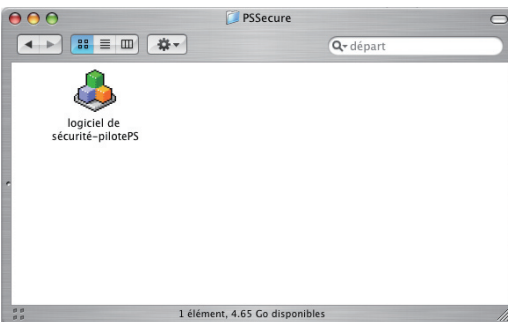 PSSecure
départ
logiciel de
sécurité-pilotePS
1 élément, 4.65 Go disponibles